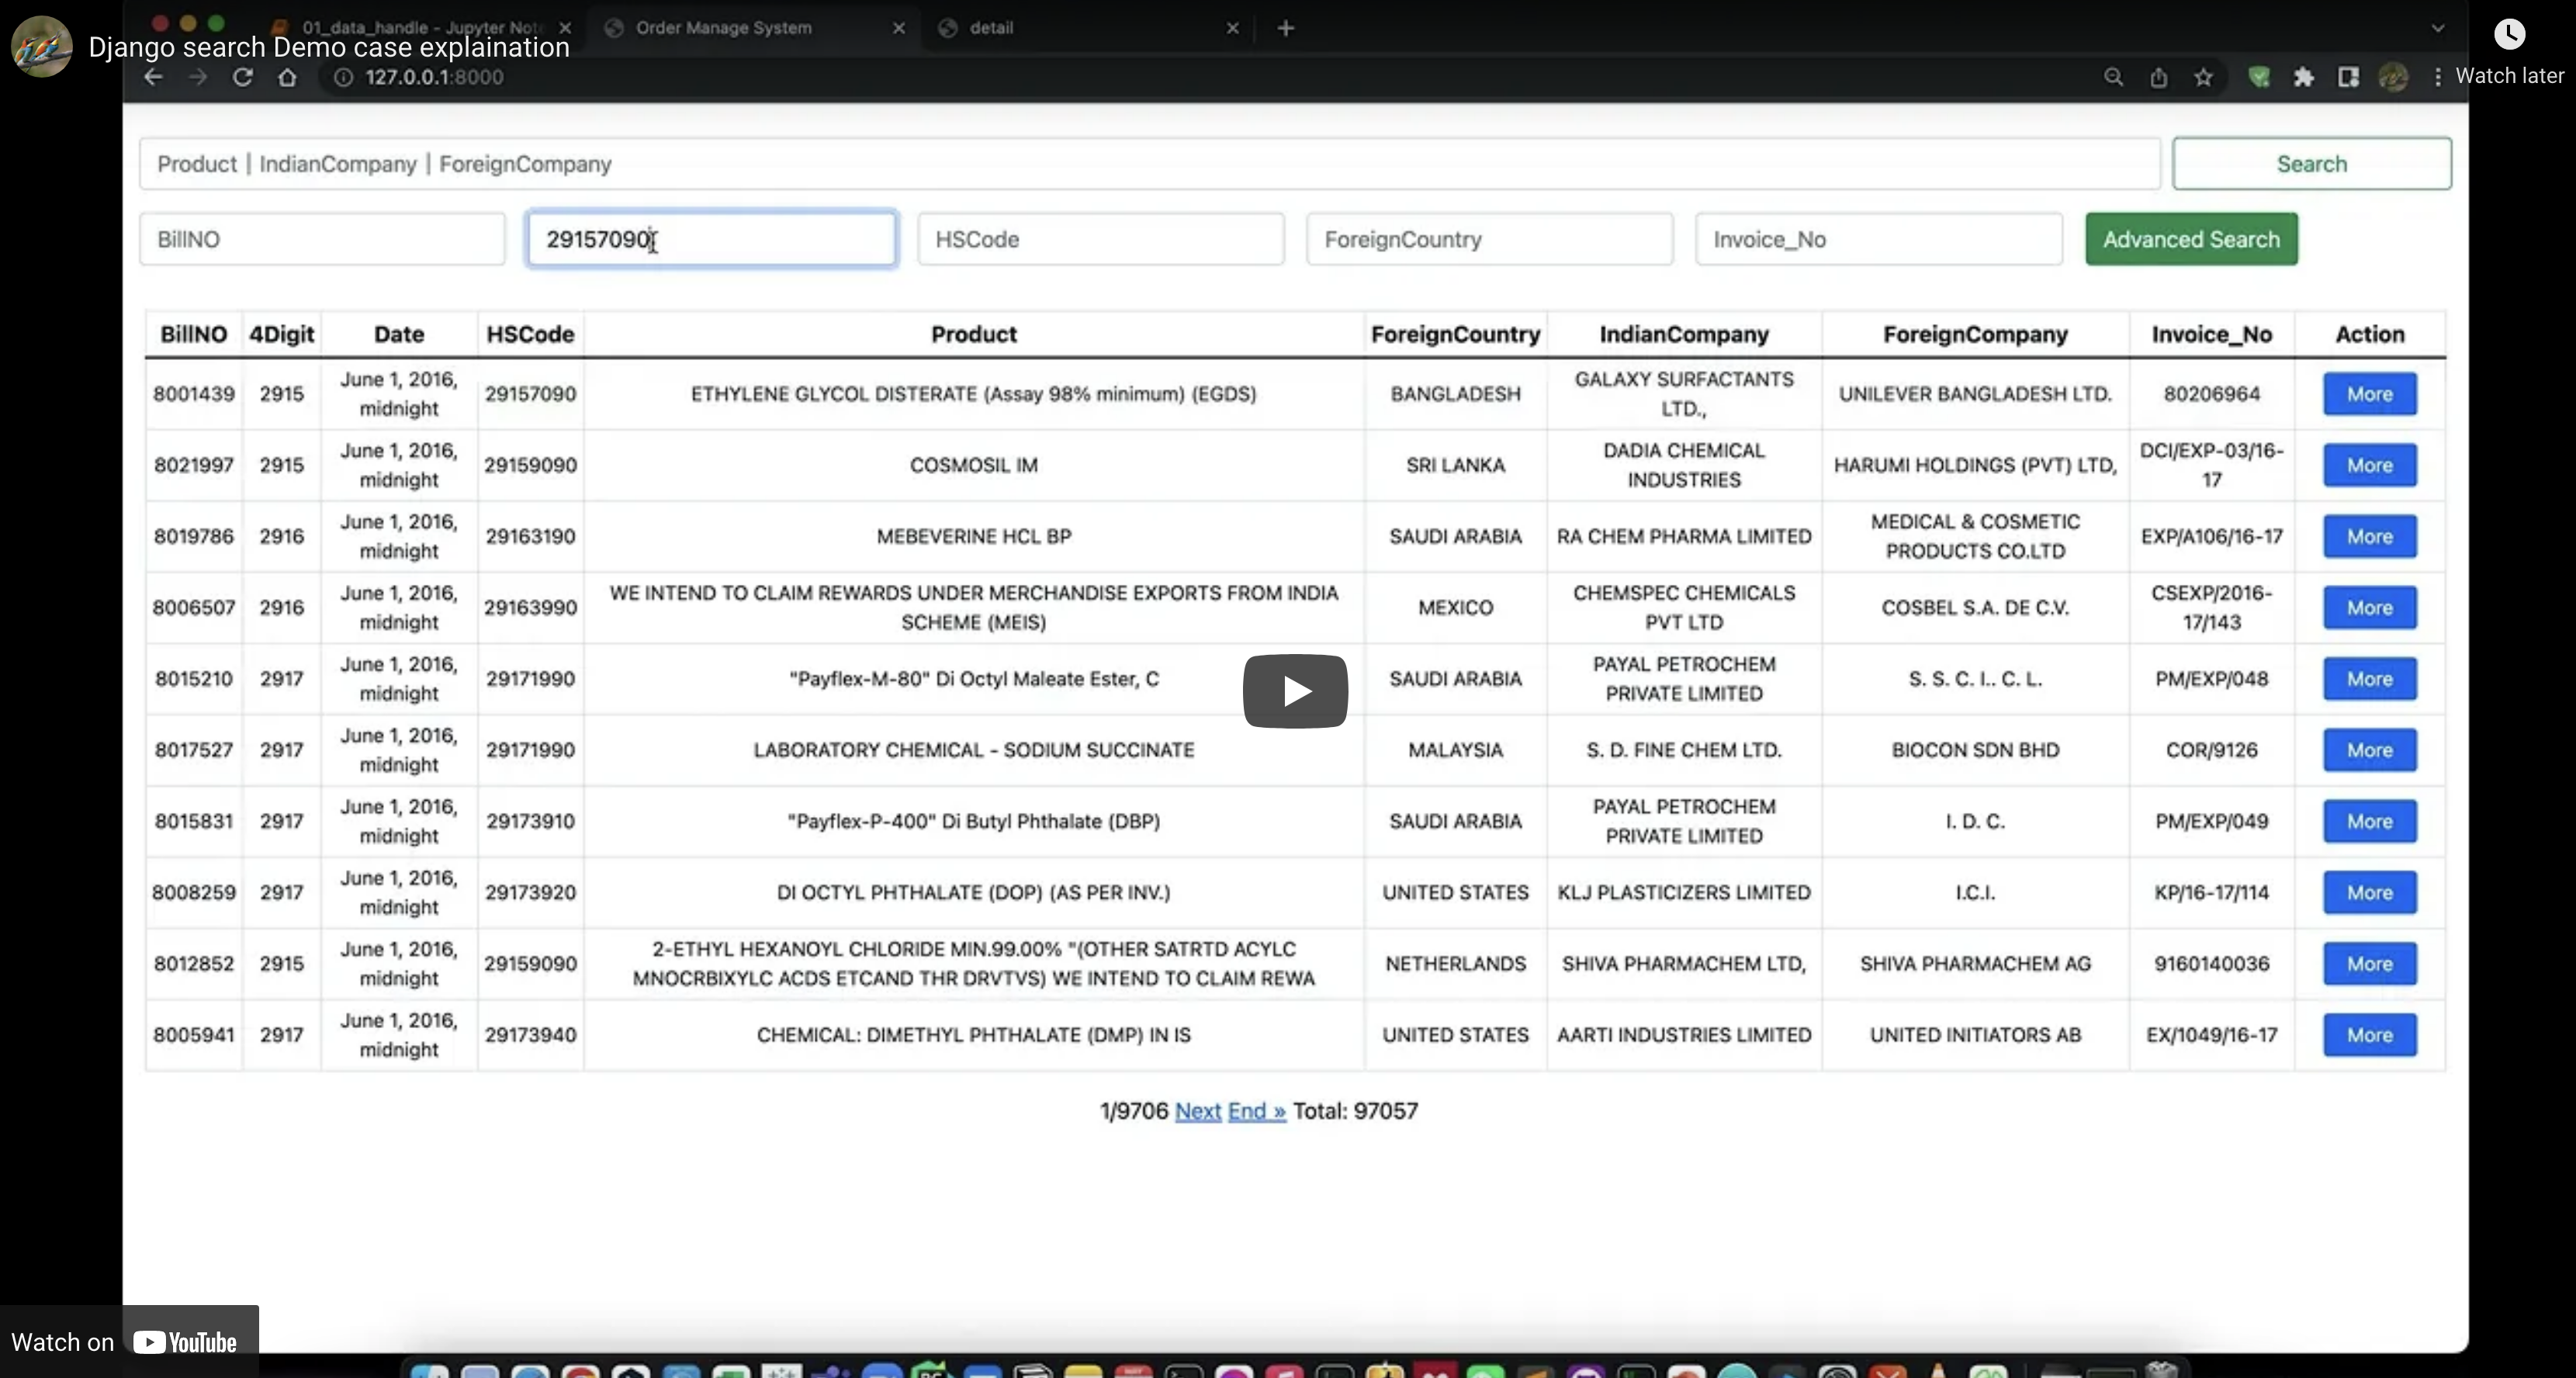 01_data_handle - Jupyter Not
Order Manage System
detail
Django search Demo case explaination
127.0.0.1:8000
Watch later
Product | IndianCompany | ForeignCompany
Search
BillNO
29157090
HSCode
ForeignCountry
Invoice_No
Advanced Search
BillNO 4Digit Date HSCode Product ForeignCountry IndianCompany ForeignCompany Invoice_No Action
8001439 2915 June 1, 2016, midnight 29157090 ETHYLENE GLYCOL DISTERATE (Assay 98% minimum) (EGDS) BANGLADESH GALAXY SURFACTANTS LTD., UNILEVER BANGLADESH LTD. 80206964 More
8021997 2915 June 1, 2016, midnight 29159090 COSMOSIL IM SRI LANKA DADIA CHEMICAL INDUSTRIES HARUMI HOLDINGS (PVT) LTD, DCI/EXP-03/16-17 More
8019786 2916 June 1, 2016, midnight 29163190 MEBEVERINE HCL BP SAUDI ARABIA RA CHEM PHARMA LIMITED MEDICAL & COSMETIC PRODUCTS CO.LTD EXP/A106/16-17 More
8006507 2916 June 1, 2016, midnight 29163990 WE INTEND TO CLAIM REWARDS UNDER MERCHANDISE EXPORTS FROM INDIA SCHEME (MEIS) MEXICO CHEMSPEC CHEMICALS PVT LTD COSBEL S.A. DE C.V. CSEXP/2016-17/143 More
8015210 2917 June 1, 2016, midnight 29171990 "Payflex-M-80" Di Octyl Maleate Ester, C SAUDI ARABIA PAYAL PETROCHEM PRIVATE LIMITED S. S. C. I.. C. L. PM/EXP/048 More
8017527 2917 June 1, 2016, midnight 29171990 LABORATORY CHEMICAL - SODIUM SUCCINATE MALAYSIA S. D. FINE CHEM LTD. BIOCON SDN BHD COR/9126 More
8015831 2917 June 1, 2016, midnight 29173910 "Payflex-P-400" Di Butyl Phthalate (DBP) SAUDI ARABIA PAYAL PETROCHEM PRIVATE LIMITED I. D. C. PM/EXP/049 More
8008259 2917 June 1, 2016, midnight 29173920 DI OCTYL PHTHALATE (DOP) (AS PER INV.) UNITED STATES KLJ PLASTICIZERS LIMITED I.C.I. KP/16-17/114 More
8012852 2915 June 1, 2016, midnight 29159090 2-ETHYL HEXANOYL CHLORIDE MIN.99.00% "(OTHER SATRTD ACYLC MNOCRBIXYLC ACDS ETCAND THR DRVTVS) WE INTEND TO CLAIM REWA NETHERLANDS SHIVA PHARMACHEM LTD, SHIVA PHARMACHEM AG 9160140036 More
8005941 2917 June 1, 2016, midnight 29173940 CHEMICAL: DIMETHYL PHTHALATE (DMP) IN IS UNITED STATES AARTI INDUSTRIES LIMITED UNITED INITIATORS AB EX/1049/16-17 More
1/9706 Next End » Total: 97057
Watch on YouTube